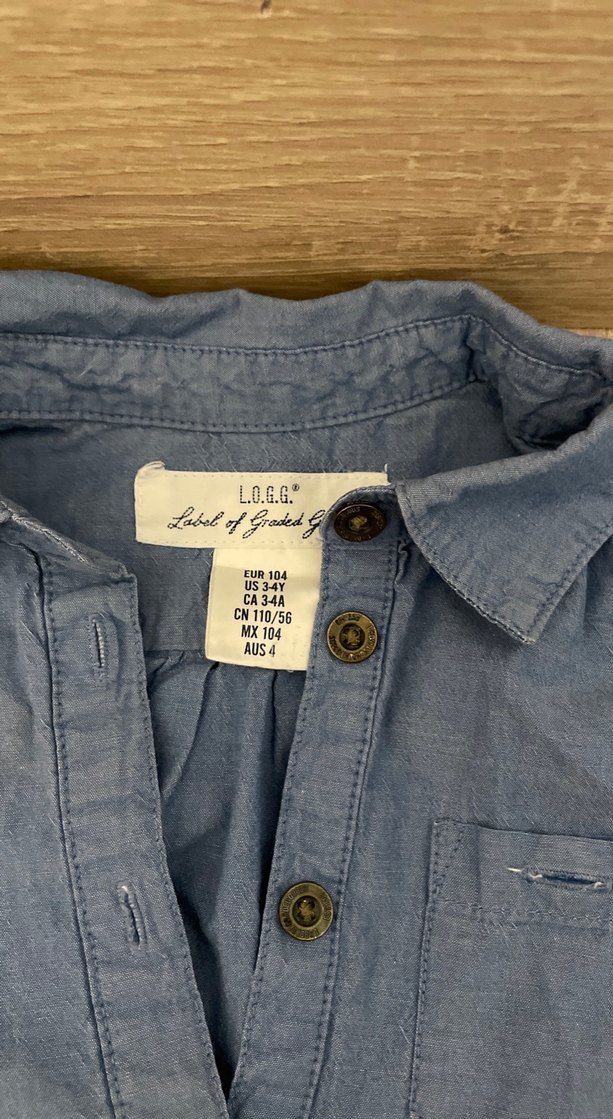 L.O.G.G.®
Label of Graded G
EUR 104
US 3-4Y
CA 3-4A
CN 110/56
MX 104
AUS 4